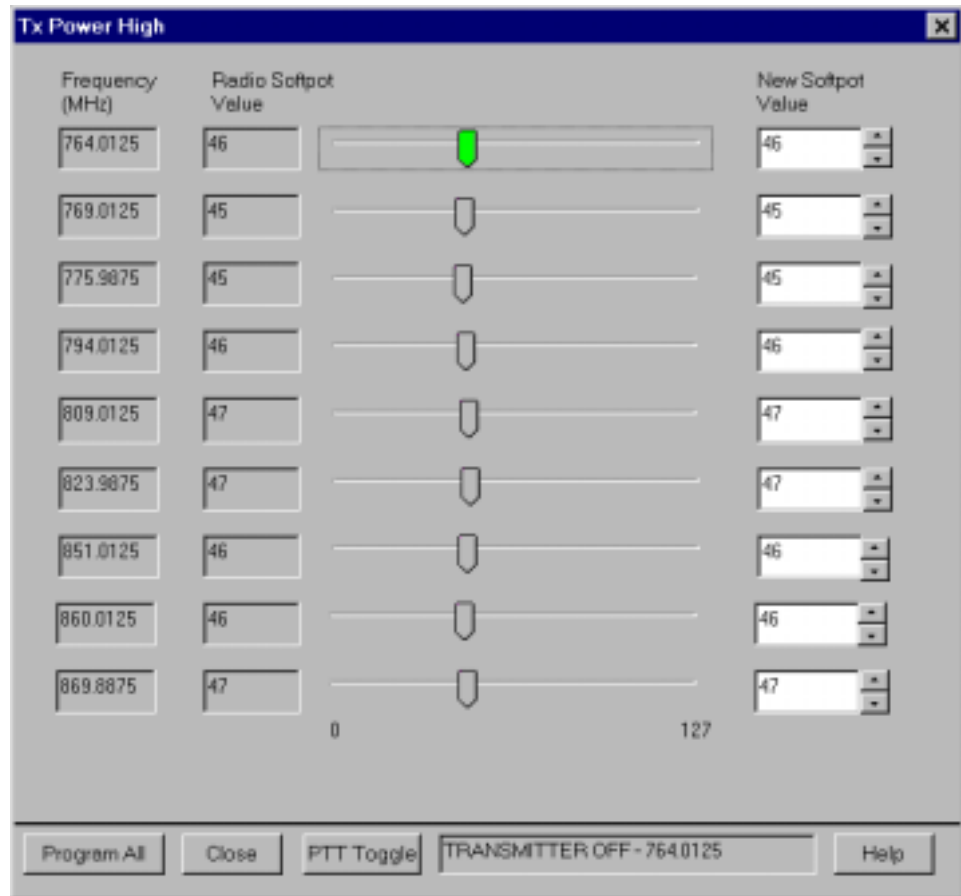 Tx Power High
Frequency (MHz)
Radio Softpot Value
New Softpot Value
764.0125 46 46
769.0125 45 45
775.9875 45 45
794.0125 46 46
809.0125 47 47
823.9875 47 47
851.0125 46 46
860.0125 46 46
869.8875 47 47
0 127
Program All Close PTT Toggle TRANSMITTER OFF - 764.0125 Help